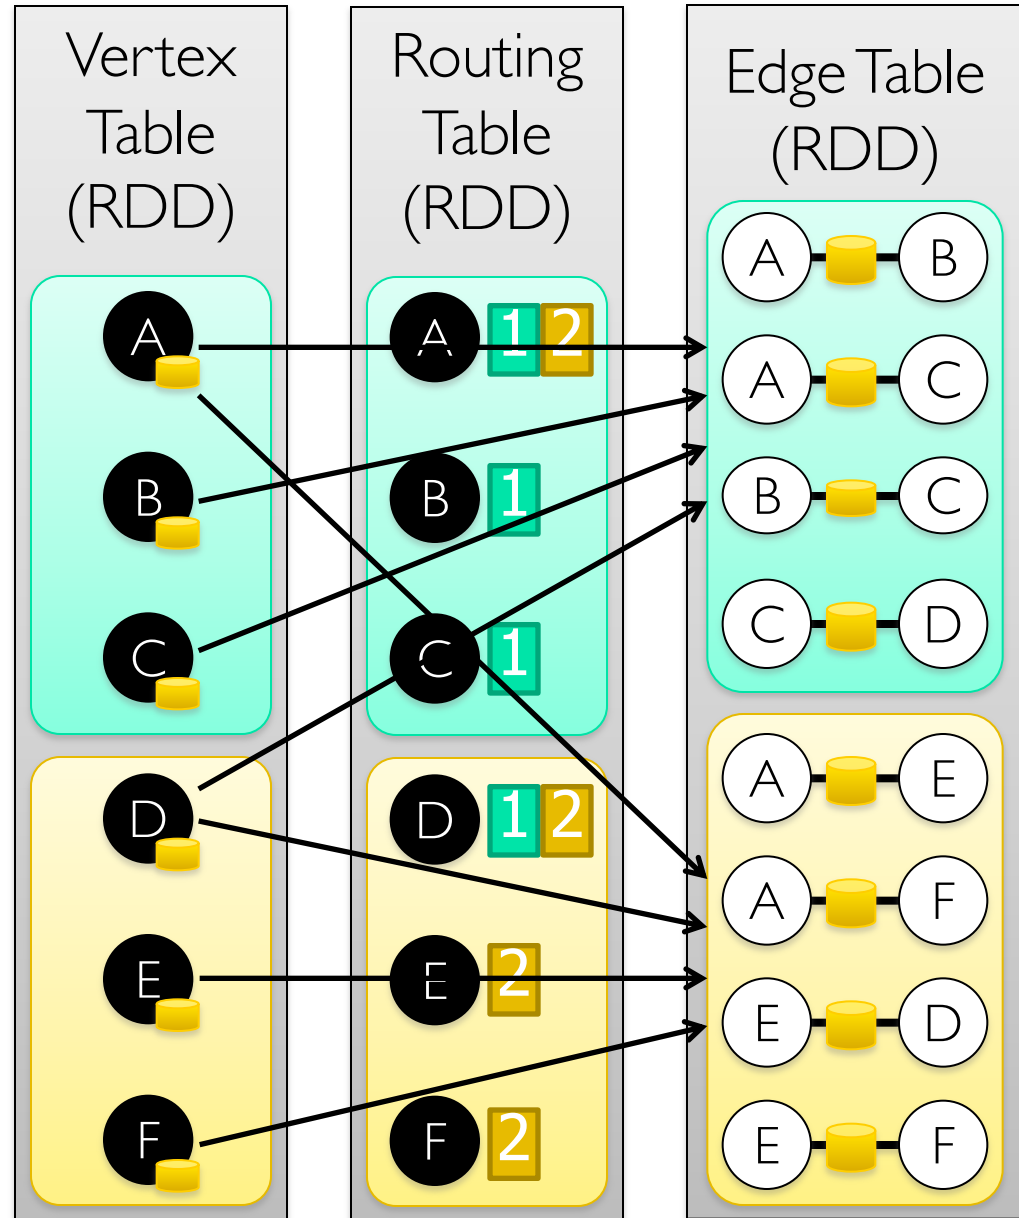 Vertex
Table
(RDD)
A
B
C
D
E
F
Routing
Table
(RDD)
A 1 2
B 1
C 1
D 1 2
E 2
F 2
Edge Table
(RDD)
A B
A C
B C
C D
A E
A F
E D
E F